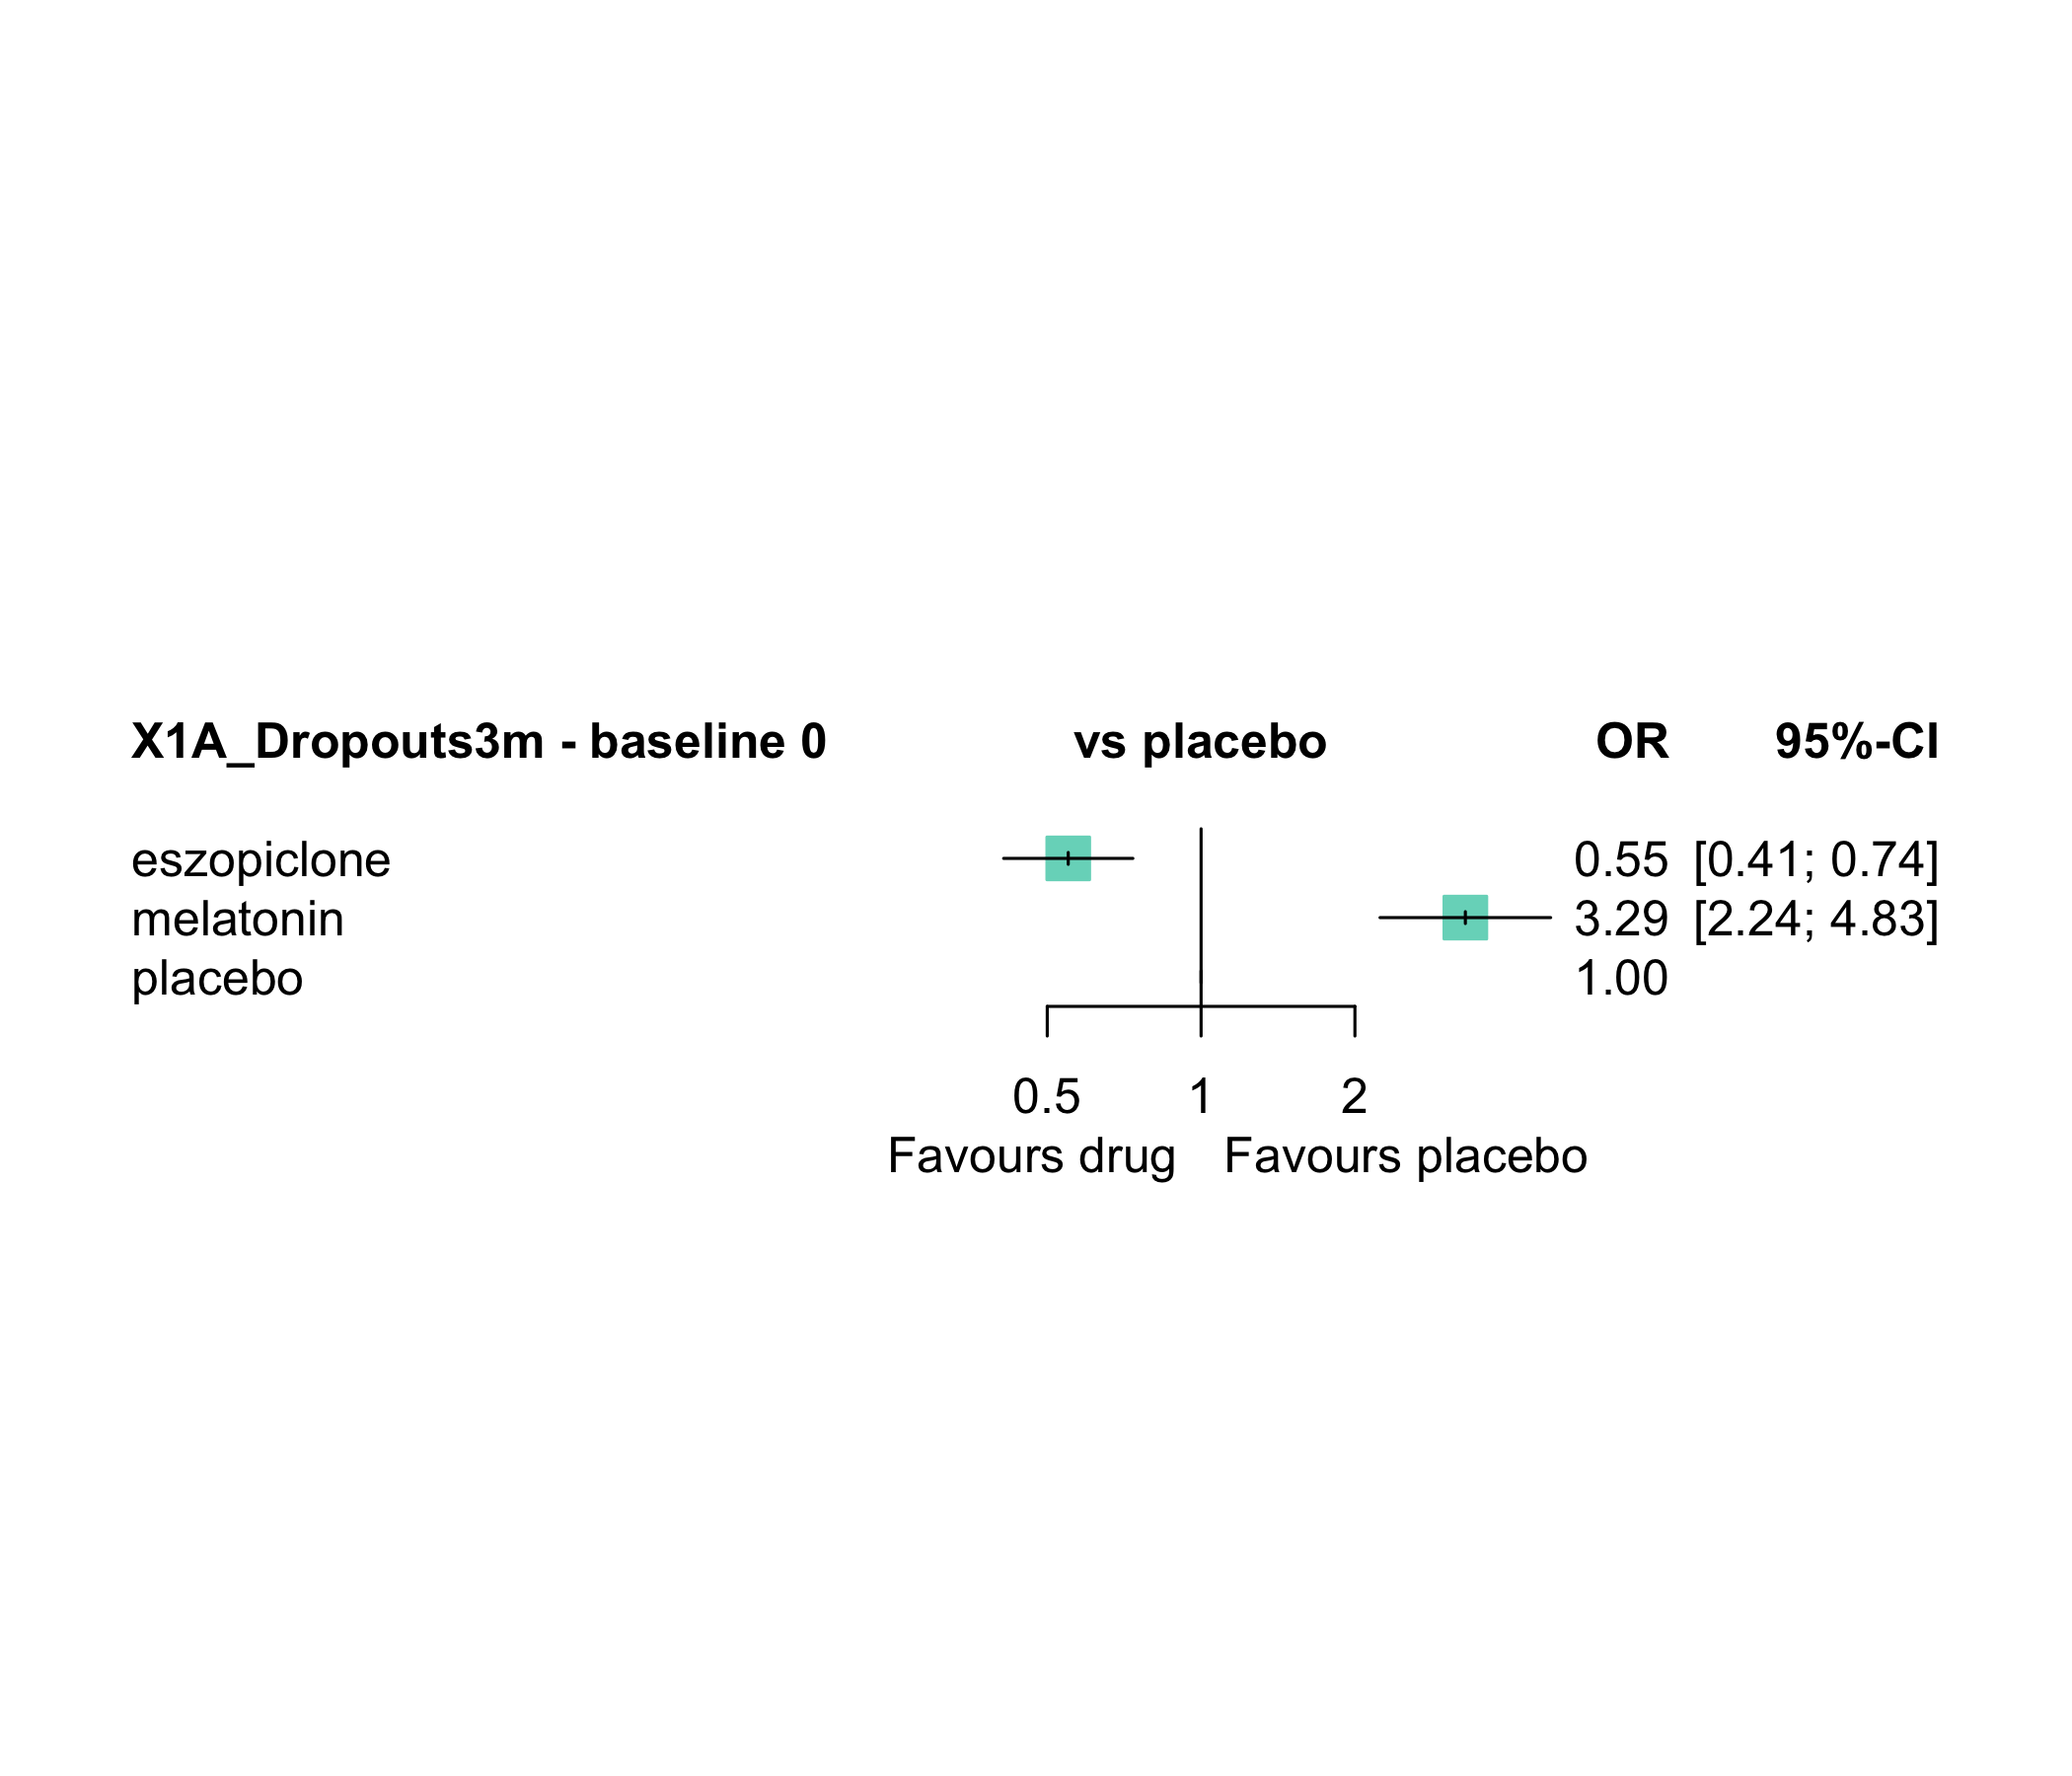 X1A_Dropouts3m - baseline 0 vs placebo OR 95%-CI
eszopiclone 0.55 [0.41; 0.74]
melatonin 3.29 [2.24; 4.83]
placebo 1.00
0.5 1 2
Favours drug Favours placebo